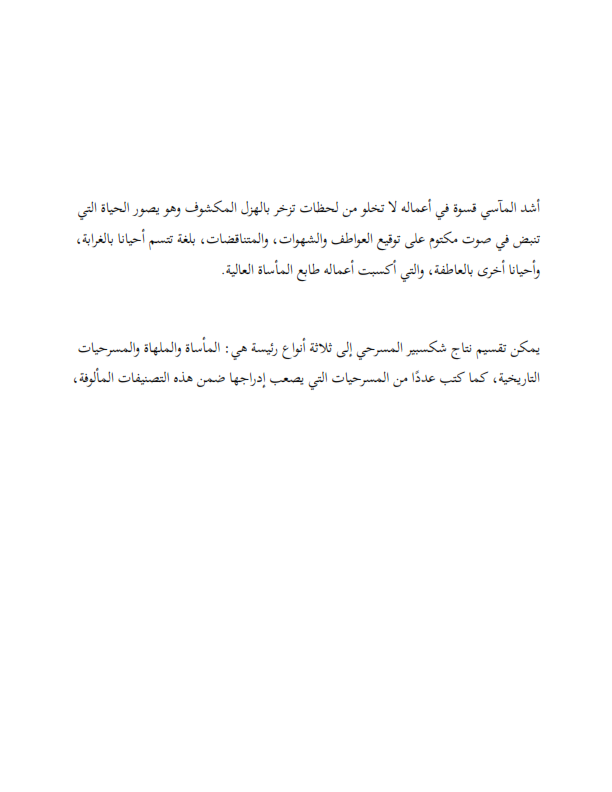 أشد المآسي قسوة في أعماله لا تخلو من لحظات تزخر بالهزل المكشوف وهو يصور الحياة التي
تنبض في صوت مكتوم على توقيع العواطف والشهوات، والمتناقضات، بلغة تتسم أحيانا بالغرابة،
وأحيانا أخرى بالعاطفة، والتي أكسبت أعماله طابع المأساة العالية.
يمكن تقسيم نتاج شكسبير المسرحي إلى ثلاثة أنواع رئيسة هي: المأساة والملهاة والمسرحيات
التاريخية، كما كتب عددًا من المسرحيات التي يصعب إدراجها ضمن هذه التصنيفات المألوفة،